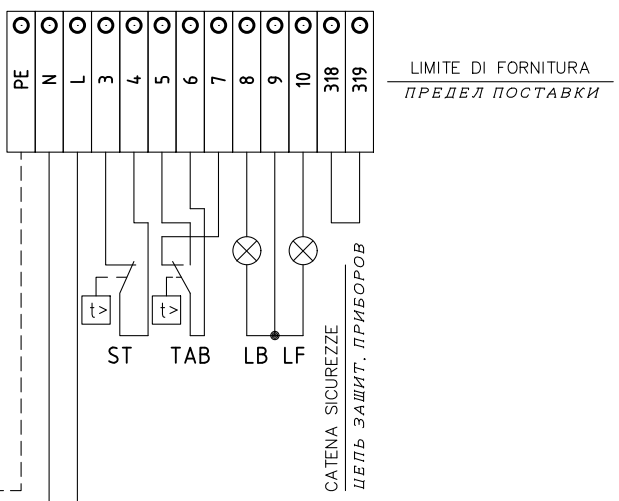 PE N L 3 4 5 6 7 8 9 10 318 319
LIMITE DI FORNITURA
ПРЕДЕЛ ПОСТАВКИ
t> t>
ST TAB LB LF
CATENA SICUREZZE
ЦЕПЬ ЗАЩИТ. ПРИБОРОВ